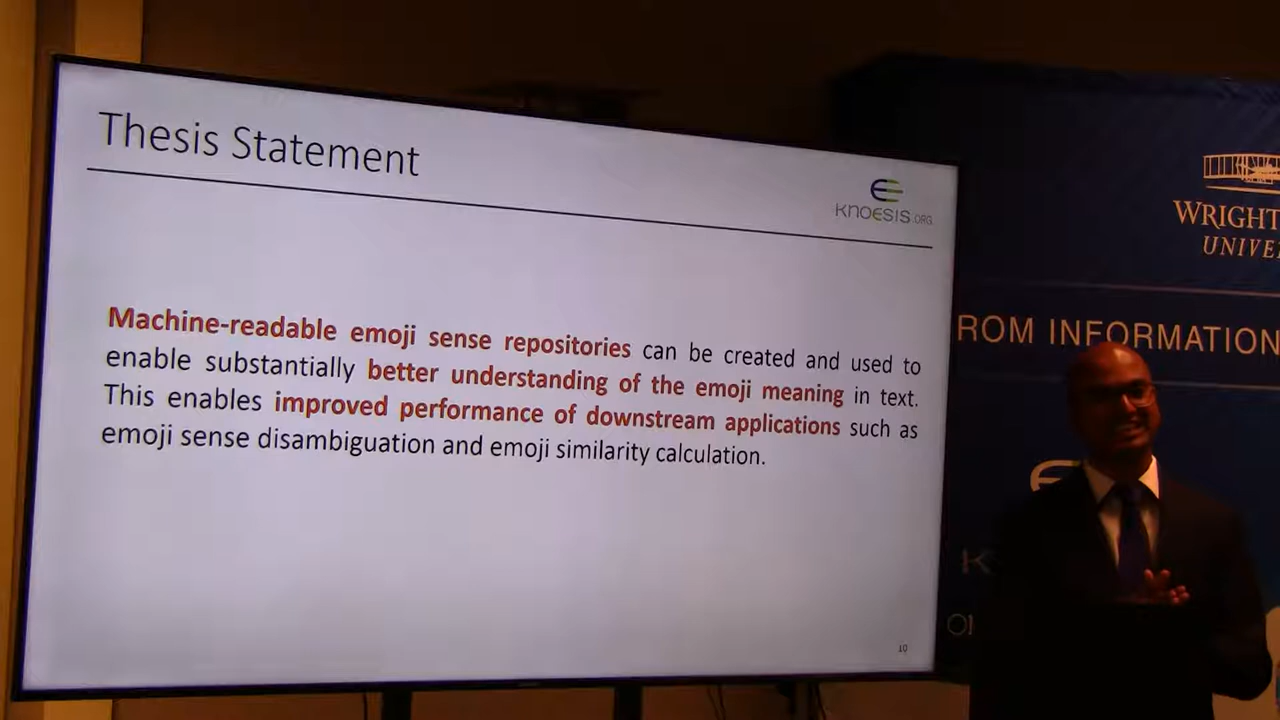 Thesis Statement
KNOESIS.ORG
Machine-readable emoji sense repositories can be created and used to
enable substantially better understanding of the emoji meaning in text.
This enables improved performance of downstream applications such as
emoji sense disambiguation and emoji similarity calculation.
10
WRIGHT
UNIVE
ROM INFORMATION